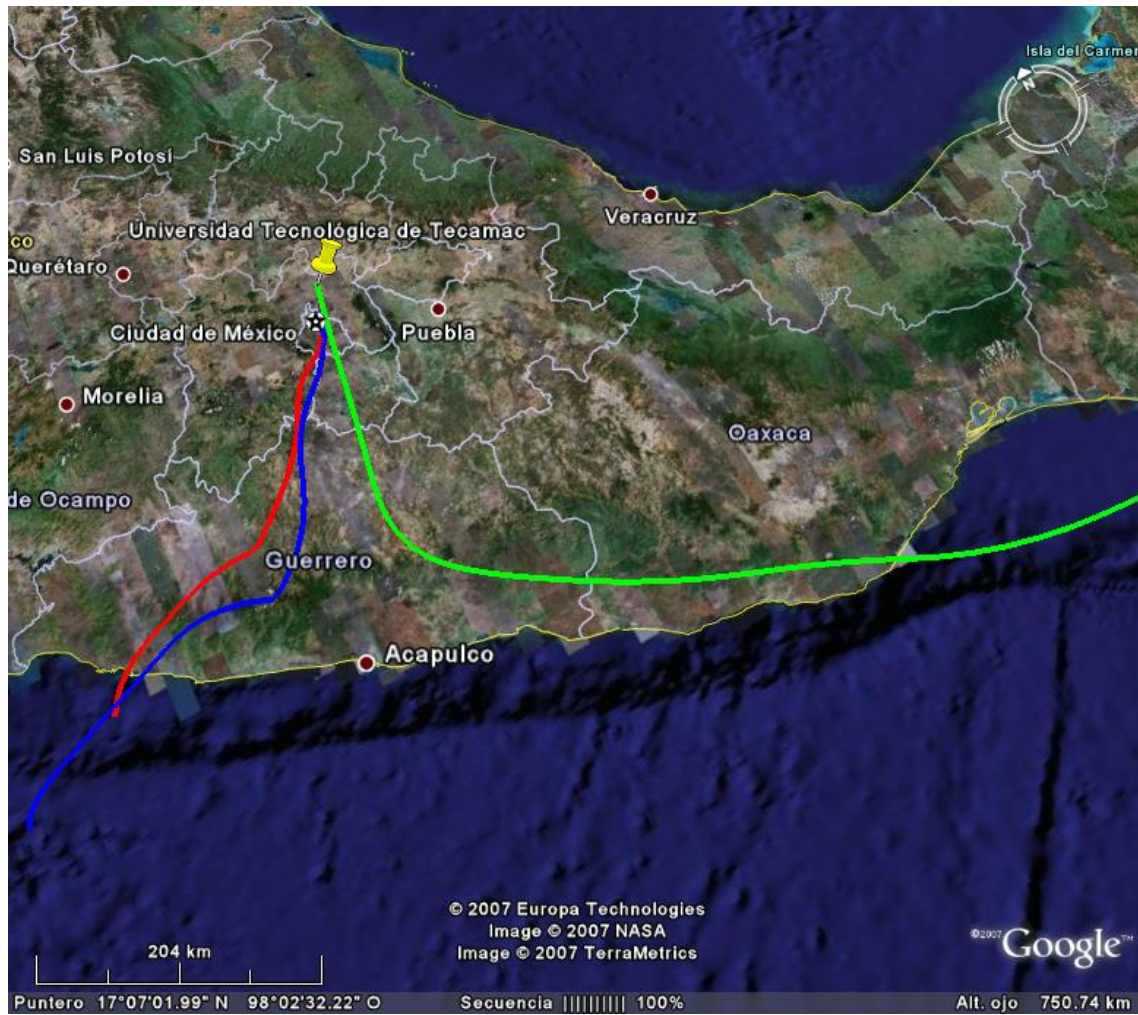 Isla del Carmen
N
San Luis Potosí
Veracruz
Universidad Tecnológica de Tecamac
co
Querétaro
Ciudad de México
Puebla
Morelia
Oaxaca
de Ocampo
Guerrero
Acapulco
© 2007 Europa Technologies
Image © 2007 NASA
Image © 2007 TerraMetrics
©2007 Google™
204 km
Puntero 17°07'01.99" N 98°02'32.22" O Secuencia |||||||||| 100% Alt. ojo 750.74 km